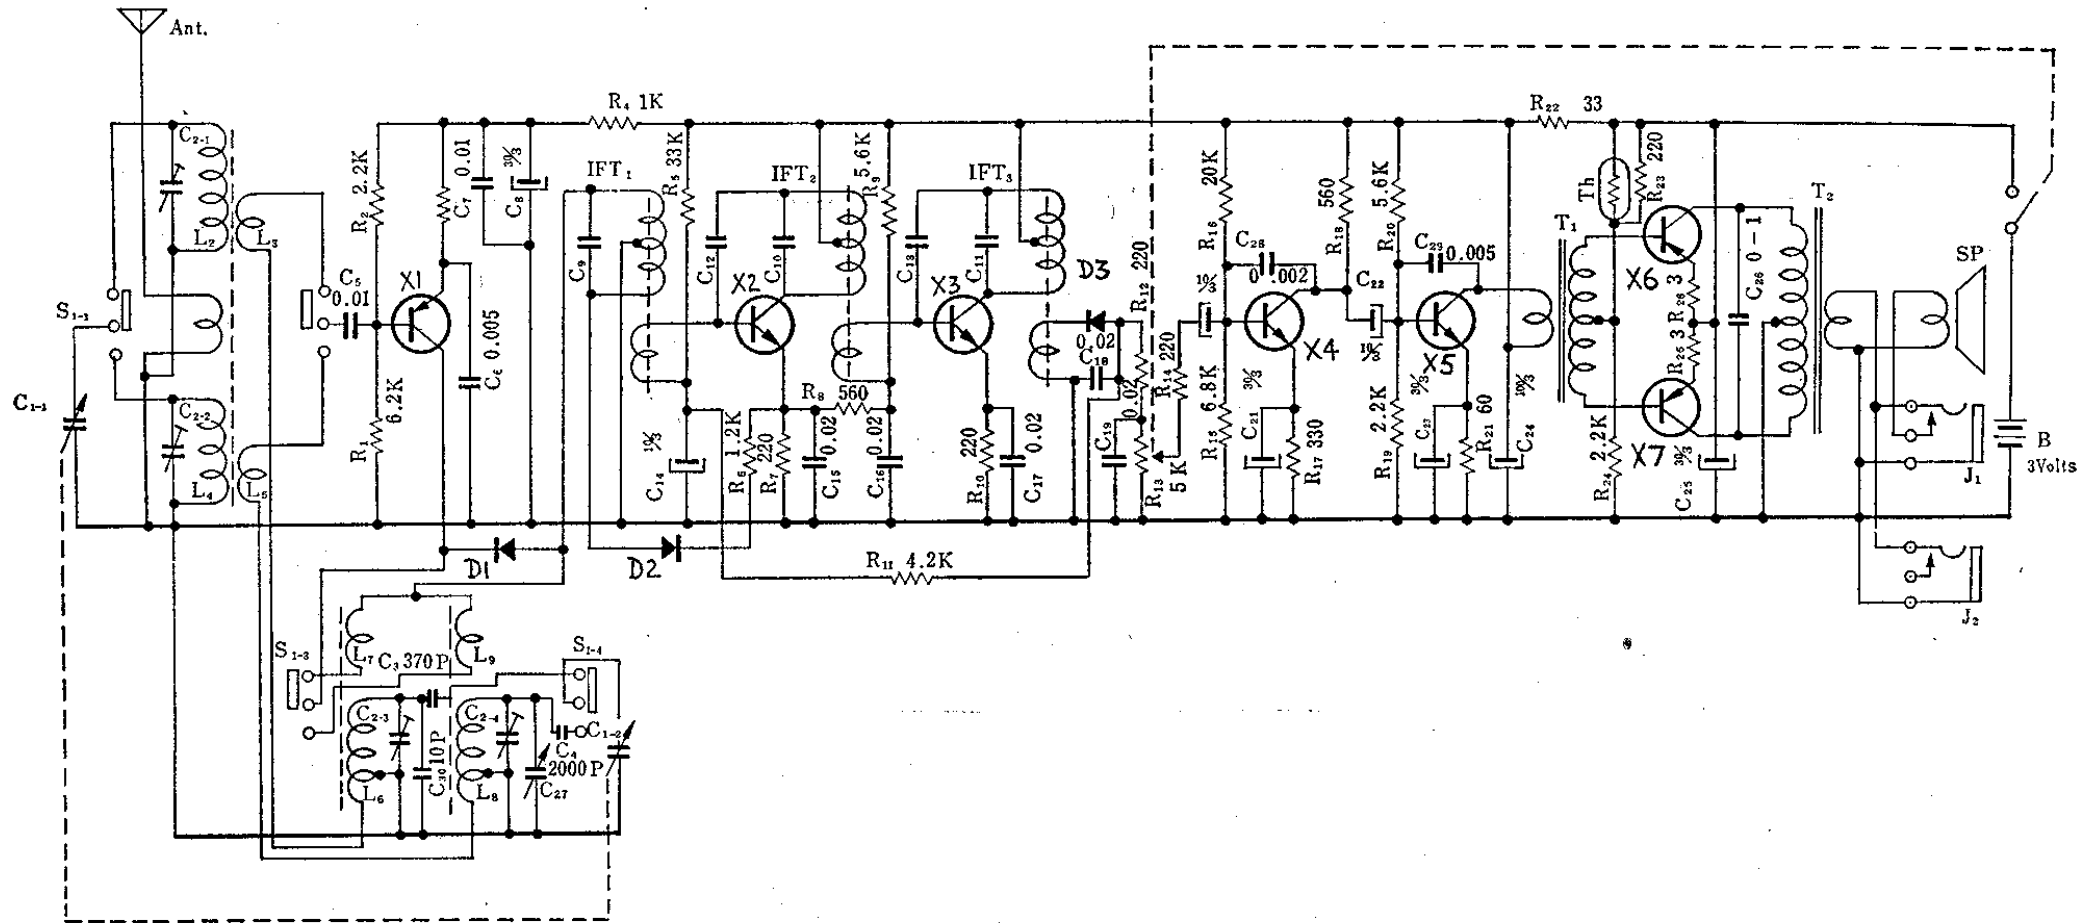 Ant.
C₂₋₁
L₂
L₃
S₁₋₁
C₁₋₃
C₂₋₂
L₄
L₅
C₅
0.01
R₂ 2.2K
R₁ 6.2K
X1
C₇ 0.01
C₈
C₆ 0.005
R₄ 1K
IFT₁
C₉
R₅ 33K
C₁₂
IFT₂
C₁₀
X2
R₉ 5.6K
C₁₃
IFT₃
C₁₁
X3
D3
R₁₂ 220
0.02
C₁₈
C₁₄
R₆ 1.2K
R₇ 220
R₈ 560
C₁₅ 0.02
C₁₆ 0.02
R₁₀ 220
C₁₇ 0.02
C₁₉ 0.02
R₁₃ 5K
R₁₄ 220
D1
D2
R₁₁ 4.2K
R₁₆ 20K
C₂₈
0.002
X4
R₁₅ 6.8K
C₂₁
R₁₇ 330
R₁₈ 560
C₂₂
R₂₀ 5.6K
C₂₉ 0.005
X5
R₁₉ 2.2K
R₂₁ 60
C₂₄
R₂₂ 33
Th
R₂₃ 220
T₁
X6
X7
R₂₆ 3
3
R₂₄ 2.2K
C₂₅
C₂₆ 0-1
T₂
SP
B
3Volts
J₁
J₂
S₁₋₃
L₇
L₉
C₃ 370P
S₁₋₄
C₂₋₃
C₂₋₄
C₃₀ 10P
C₄
2000P
C₁₋₂
C₂₇
L₆
L₈